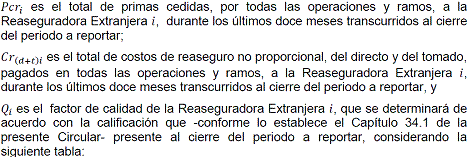 Pcrᵢ es el total de primas cedidas, por todas las operaciones y ramos, a la
Reaseguradora Extranjera i, durante los últimos doce meses transcurridos al cierre
del periodo a reportar;
Cr₍d+t₎ᵢ es el total de costos de reaseguro no proporcional, del directo y del tomado,
pagados en todas las operaciones y ramos, a la Reaseguradora Extranjera i,
durante los últimos doce meses transcurridos al cierre del periodo a reportar, y
Qᵢ es el factor de calidad de la Reaseguradora Extranjera i, que se determinará de
acuerdo con la calificación que -conforme lo establece el Capítulo 34.1 de
la presente Circular- presente al cierre del periodo a reportar, considerando la
siguiente tabla: